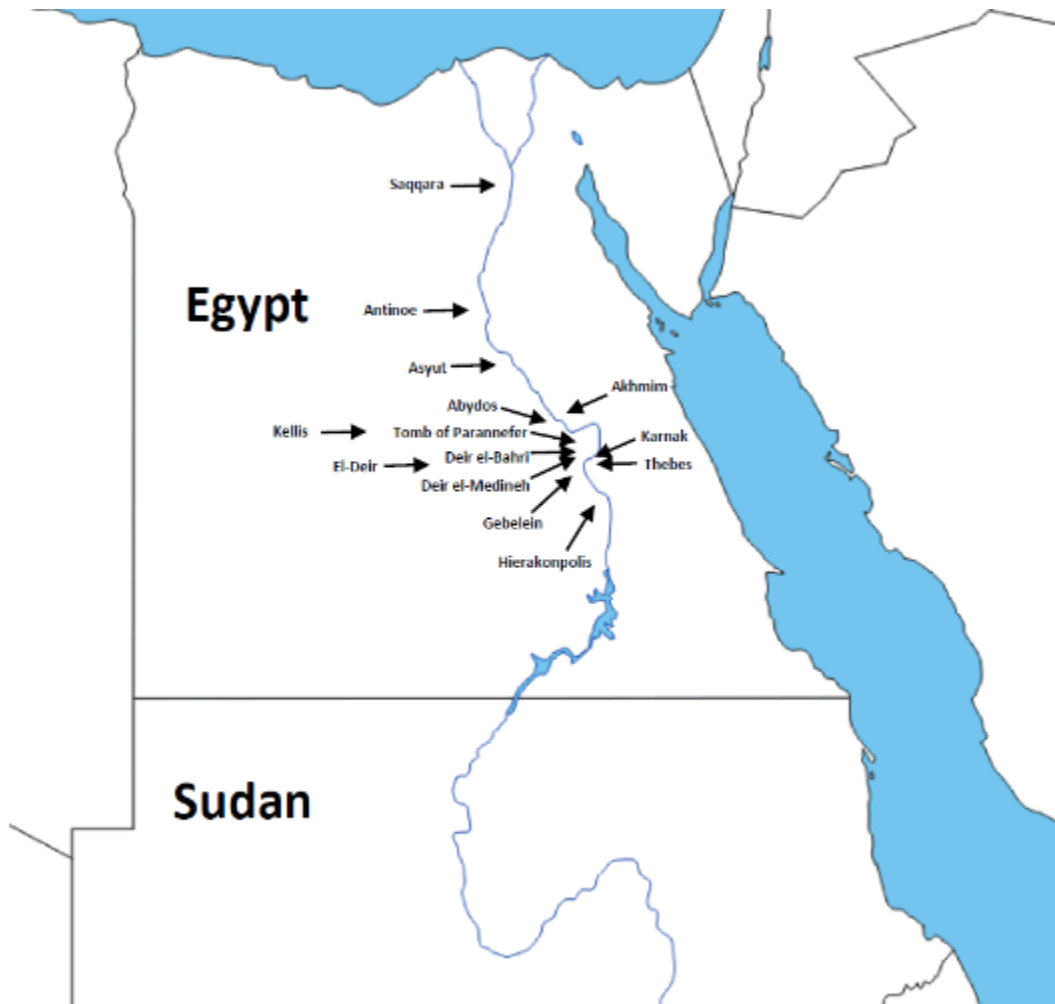 Saqqara
Egypt
Antinoe
Asyut
Akhmim
Abydos
Kellis
Tomb of Parannefer
Karnak
Deir el-Bahri
El-Deir
Thebes
Deir el-Medineh
Gebelein
Hierakonpolis
Sudan